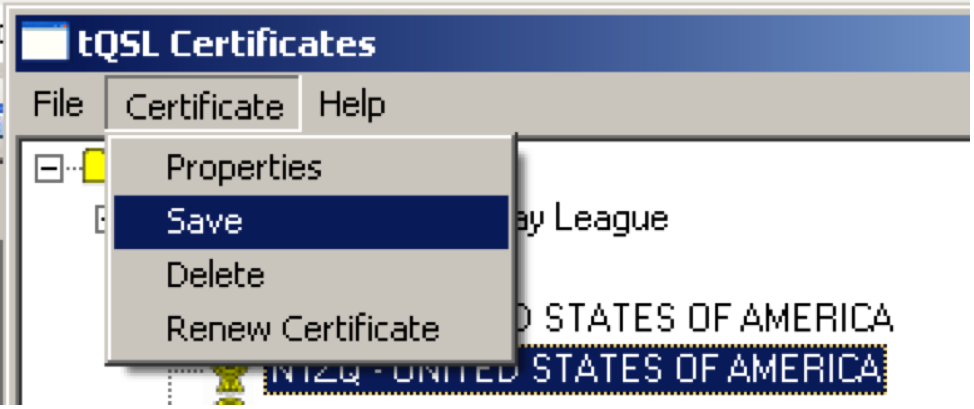 tQSL Certificates
File Certificate Help
Properties
Save
ay League
Delete
Renew Certificate
STATES OF AMERICA
N1ZQ - UNITED STATES OF AMERICA